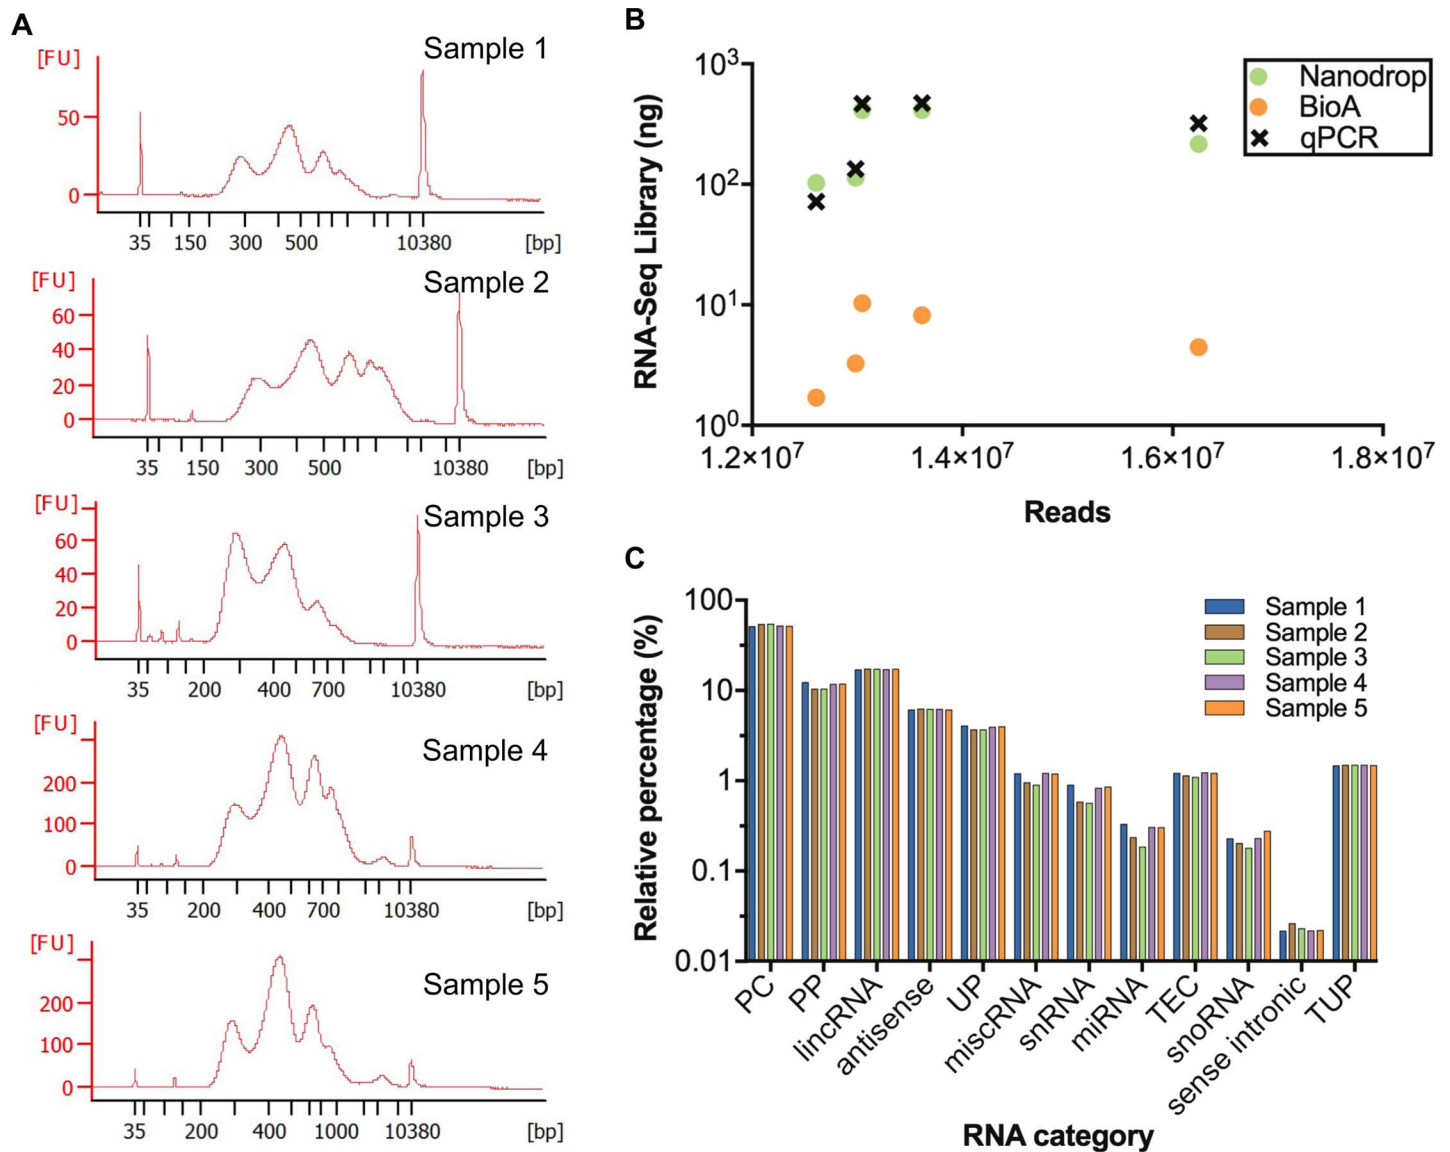 A
Sample 1
[FU]
50
0
35 150 300 500 10380 [bp]
Sample 2
[FU]
60
40
20
0
35 150 300 500 10380 [bp]
Sample 3
[FU]
60
40
20
0
35 200 400 700 10380 [bp]
Sample 4
[FU]
200
100
0
35 200 400 700 10380 [bp]
Sample 5
[FU]
200
100
0
35 200 400 1000 10380 [bp]
B
RNA-Seq Library (ng)
10³
10²
10¹
10⁰
1.2×10⁷ 1.4×10⁷ 1.6×10⁷ 1.8×10⁷
Reads
Nanodrop
BioA
qPCR
C
Relative percentage (%)
100
10
1
0.1
0.01
Sample 1
Sample 2
Sample 3
Sample 4
Sample 5
PC
PP
lincRNA
antisense
UP
miscRNA
snRNA
miRNA
TEC
snoRNA
sense intronic
TUP
RNA category